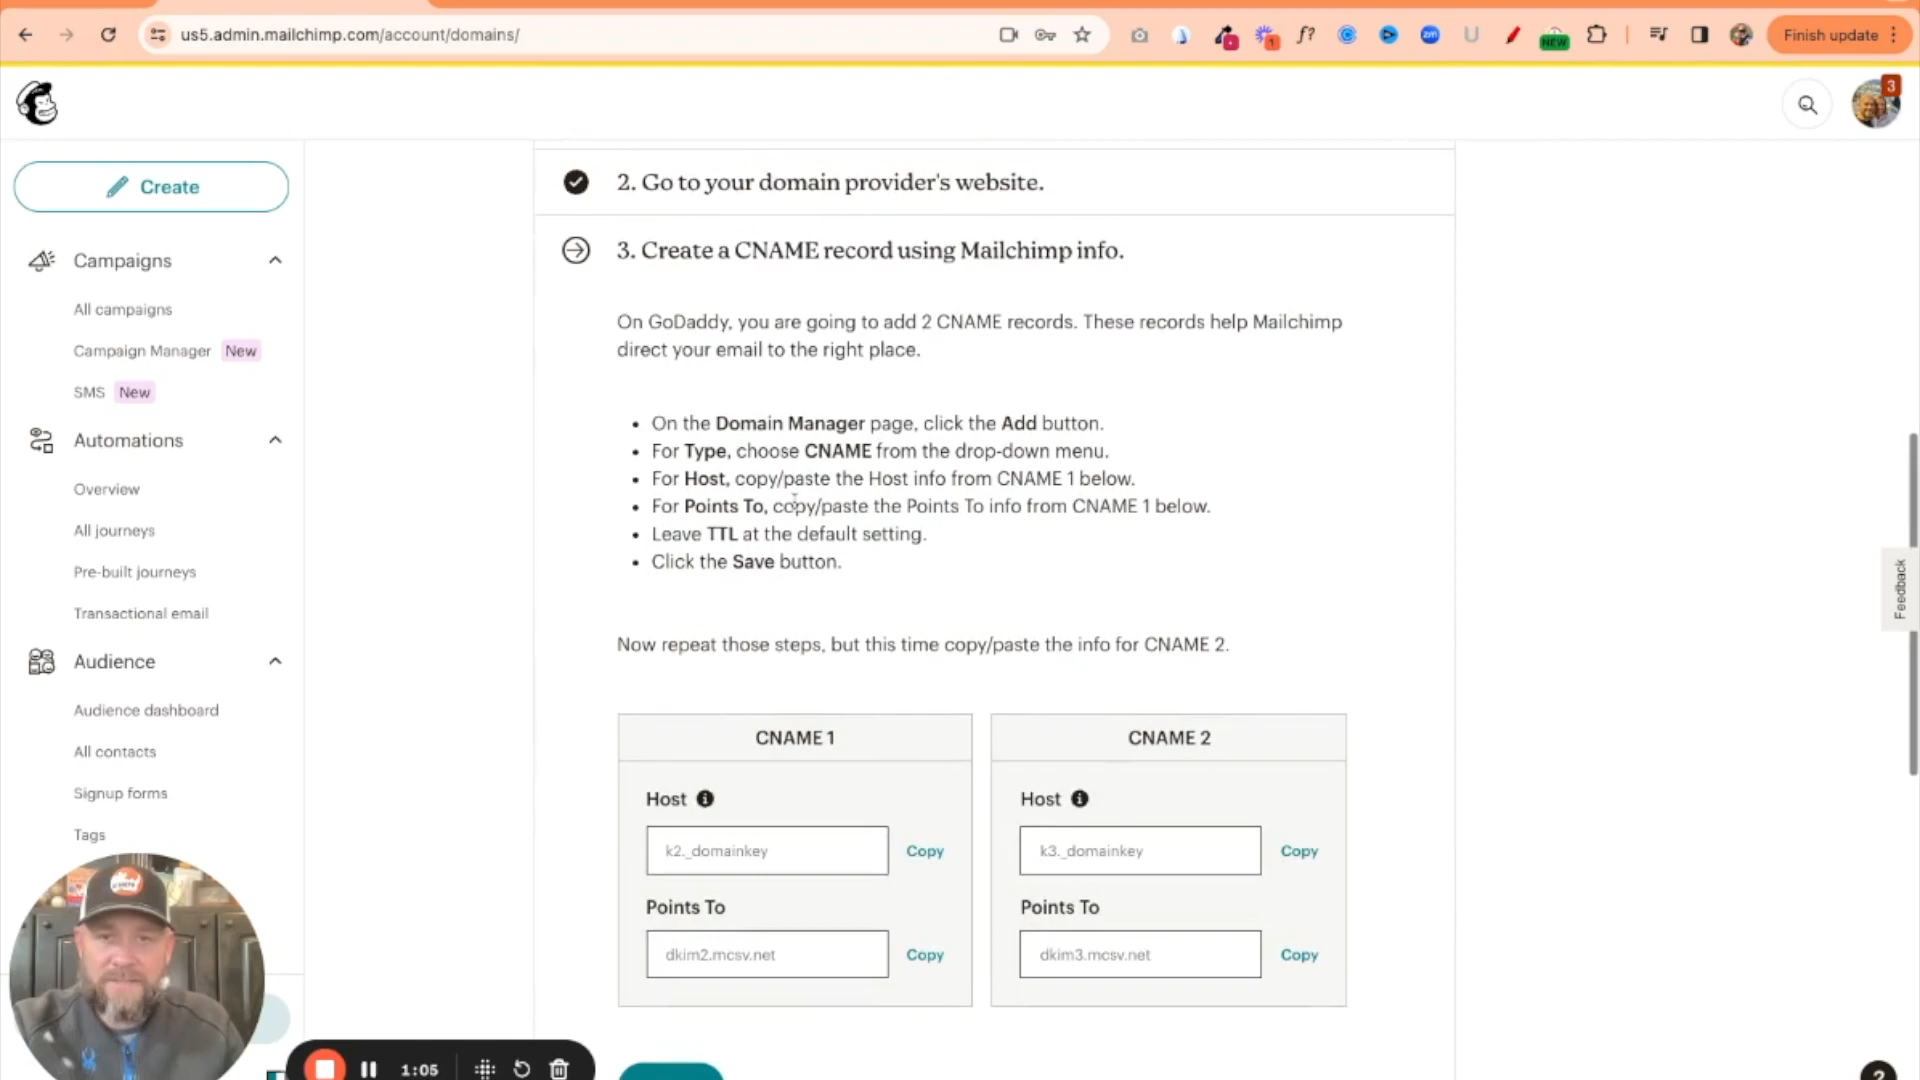 us5.admin.mailchimp.com/account/domains/
1
f?
zm
U
NEW
Finish update
3
Create
Campaigns
All campaigns
Campaign Manager New
SMS New
Automations
Overview
All journeys
Pre-built journeys
Transactional email
Audience
Audience dashboard
All contacts
Signup forms
Tags
2. Go to your domain provider's website.
3. Create a CNAME record using Mailchimp info.
On GoDaddy, you are going to add 2 CNAME records. These records help Mailchimp
direct your email to the right place.
• On the Domain Manager page, click the Add button.
• For Type, choose CNAME from the drop-down menu.
• For Host, copy/paste the Host info from CNAME 1 below.
• For Points To, copy/paste the Points To info from CNAME 1 below.
• Leave TTL at the default setting.
• Click the Save button.
Now repeat those steps, but this time copy/paste the info for CNAME 2.
CNAME 1
Host
k2._domainkey Copy
Points To
dkim2.mcsv.net Copy
CNAME 2
Host
k3._domainkey Copy
Points To
dkim3.mcsv.net Copy
Feedback
1:05
?